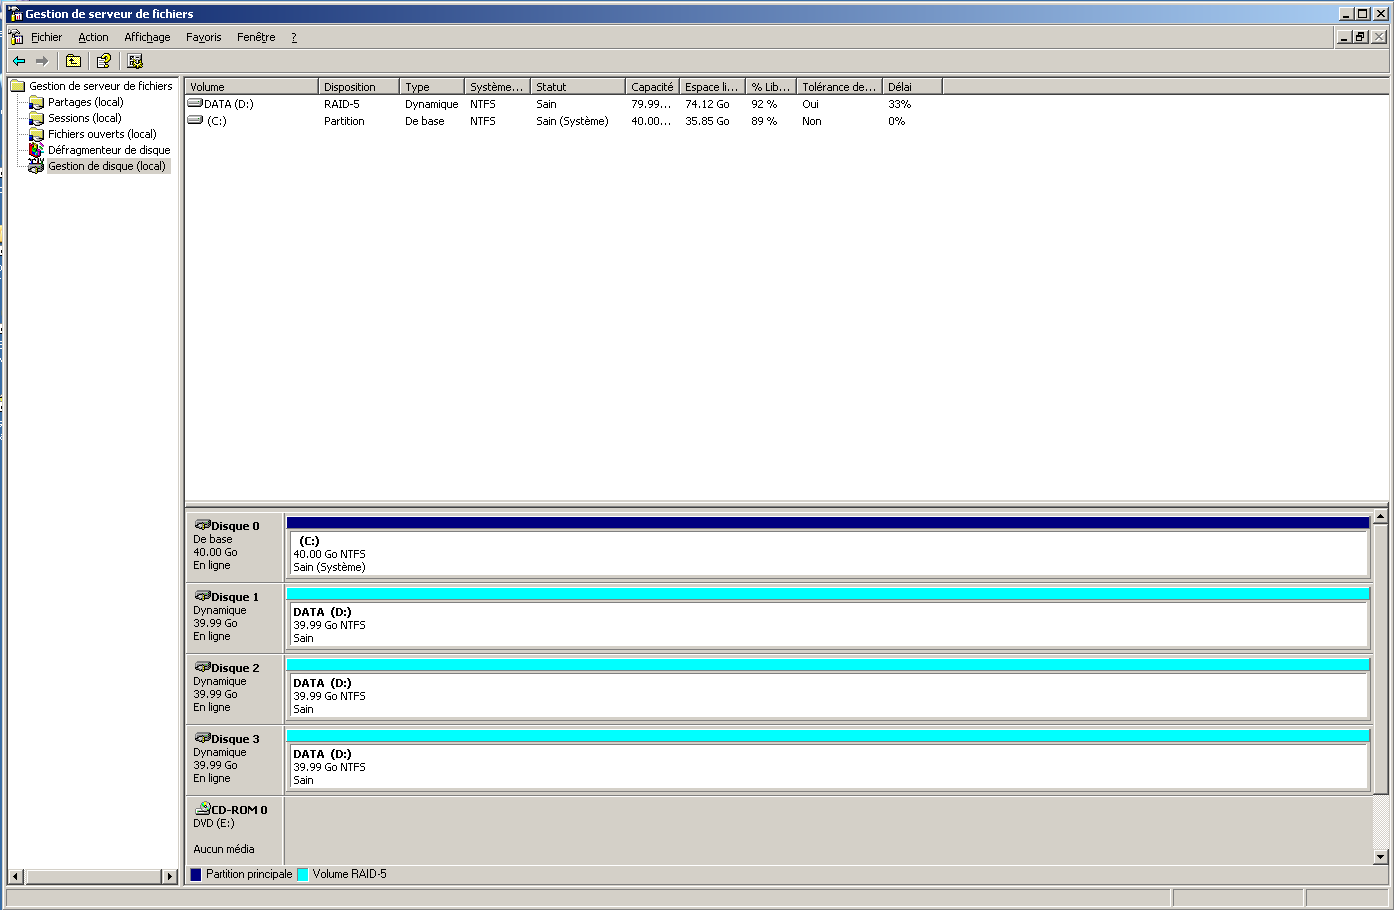 Gestion de serveur de fichiers
Fichier Action Affichage Favoris Fenêtre ?
Gestion de serveur de fichiers
Partages (local)
Sessions (local)
Fichiers ouverts (local)
Défragmenteur de disque
Gestion de disque (local)
Volume Disposition Type Système... Statut Capacité Espace li... % Lib... Tolérance de... Délai
DATA (D:) RAID-5 Dynamique NTFS Sain 79.99... 74.12 Go 92 % Oui 33%
(C:) Partition De base NTFS Sain (Système) 40.00... 35.85 Go 89 % Non 0%
Disque 0
De base
40.00 Go
En ligne
(C:)
40.00 Go NTFS
Sain (Système)
Disque 1
Dynamique
39.99 Go
En ligne
DATA (D:)
39.99 Go NTFS
Sain
Disque 2
Dynamique
39.99 Go
En ligne
DATA (D:)
39.99 Go NTFS
Sain
Disque 3
Dynamique
39.99 Go
En ligne
DATA (D:)
39.99 Go NTFS
Sain
CD-ROM 0
DVD (E:)
Aucun média
Partition principale Volume RAID-5